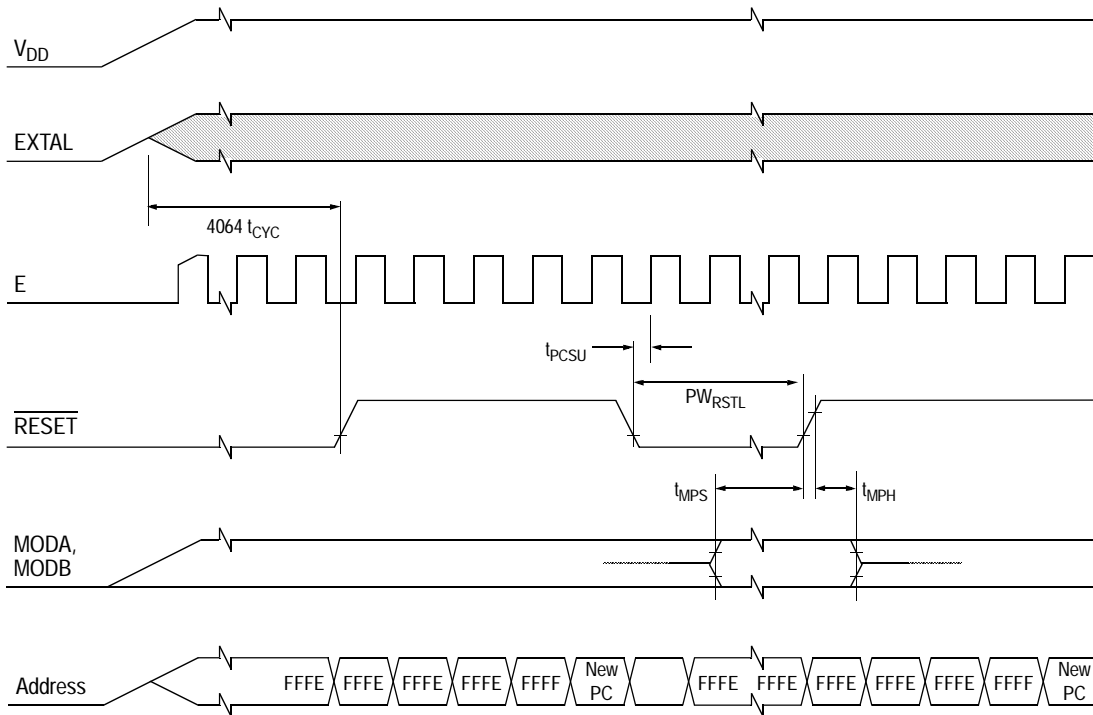 VDD
EXTAL
4064 tCYC
E
tPCSU
PWRSTL
RESET
tMPS
tMPH
MODA,
MODB
Address
FFFE FFFE FFFE FFFE FFFF New PC FFFE FFFE FFFE FFFE FFFE FFFF New PC